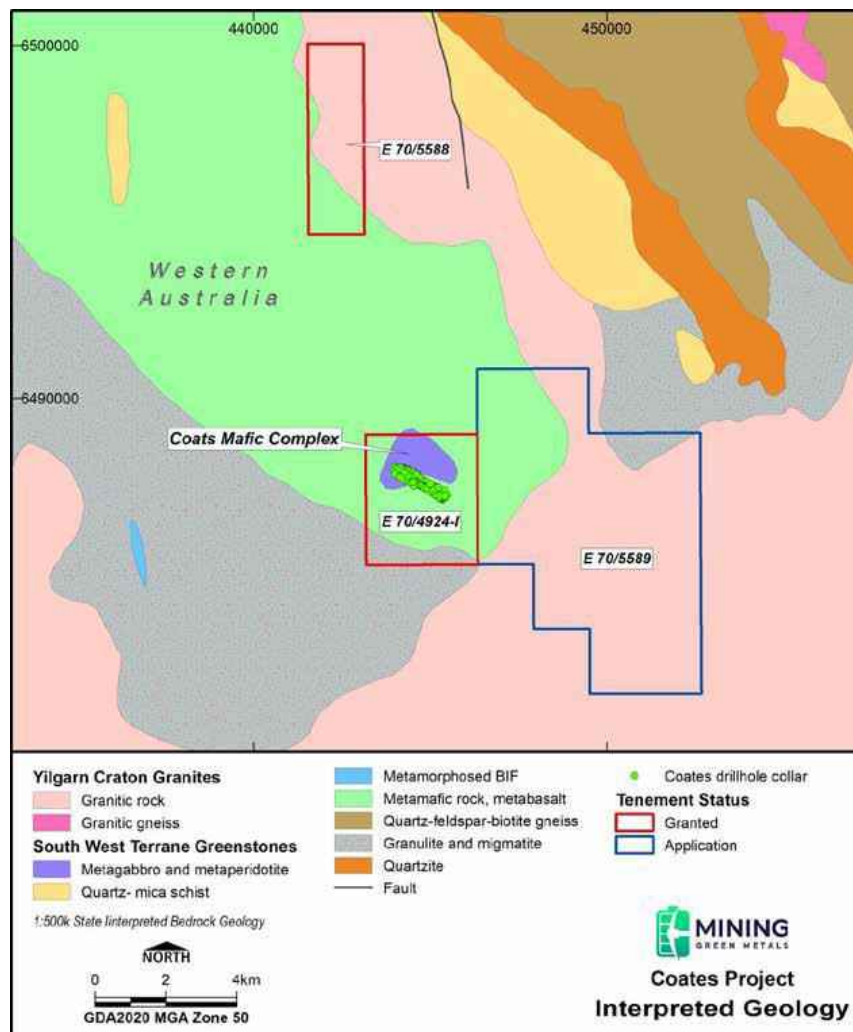 440000
450000
6500000
E 70/5588
Western
Australia
6490000
Coats Mafic Complex
E 70/4924-I
E 70/5589
Yilgarn Craton Granites
Granitic rock
Granitic gneiss
South West Terrane Greenstones
Metagabbro and metaperidotite
Quartz- mica schist
1:500k State Iinterpreted Bedrock Geology
NORTH
0 2 4km
GDA2020 MGA Zone 50
Metamorphosed BIF
Metamafic rock, metabasalt
Quartz-feldspar-biotite gneiss
Granulite and migmatite
Quartzite
Fault
Coates drillhole collar
Tenement Status
Granted
Application
MINING
GREEN METALS
Coates Project
Interpreted Geology